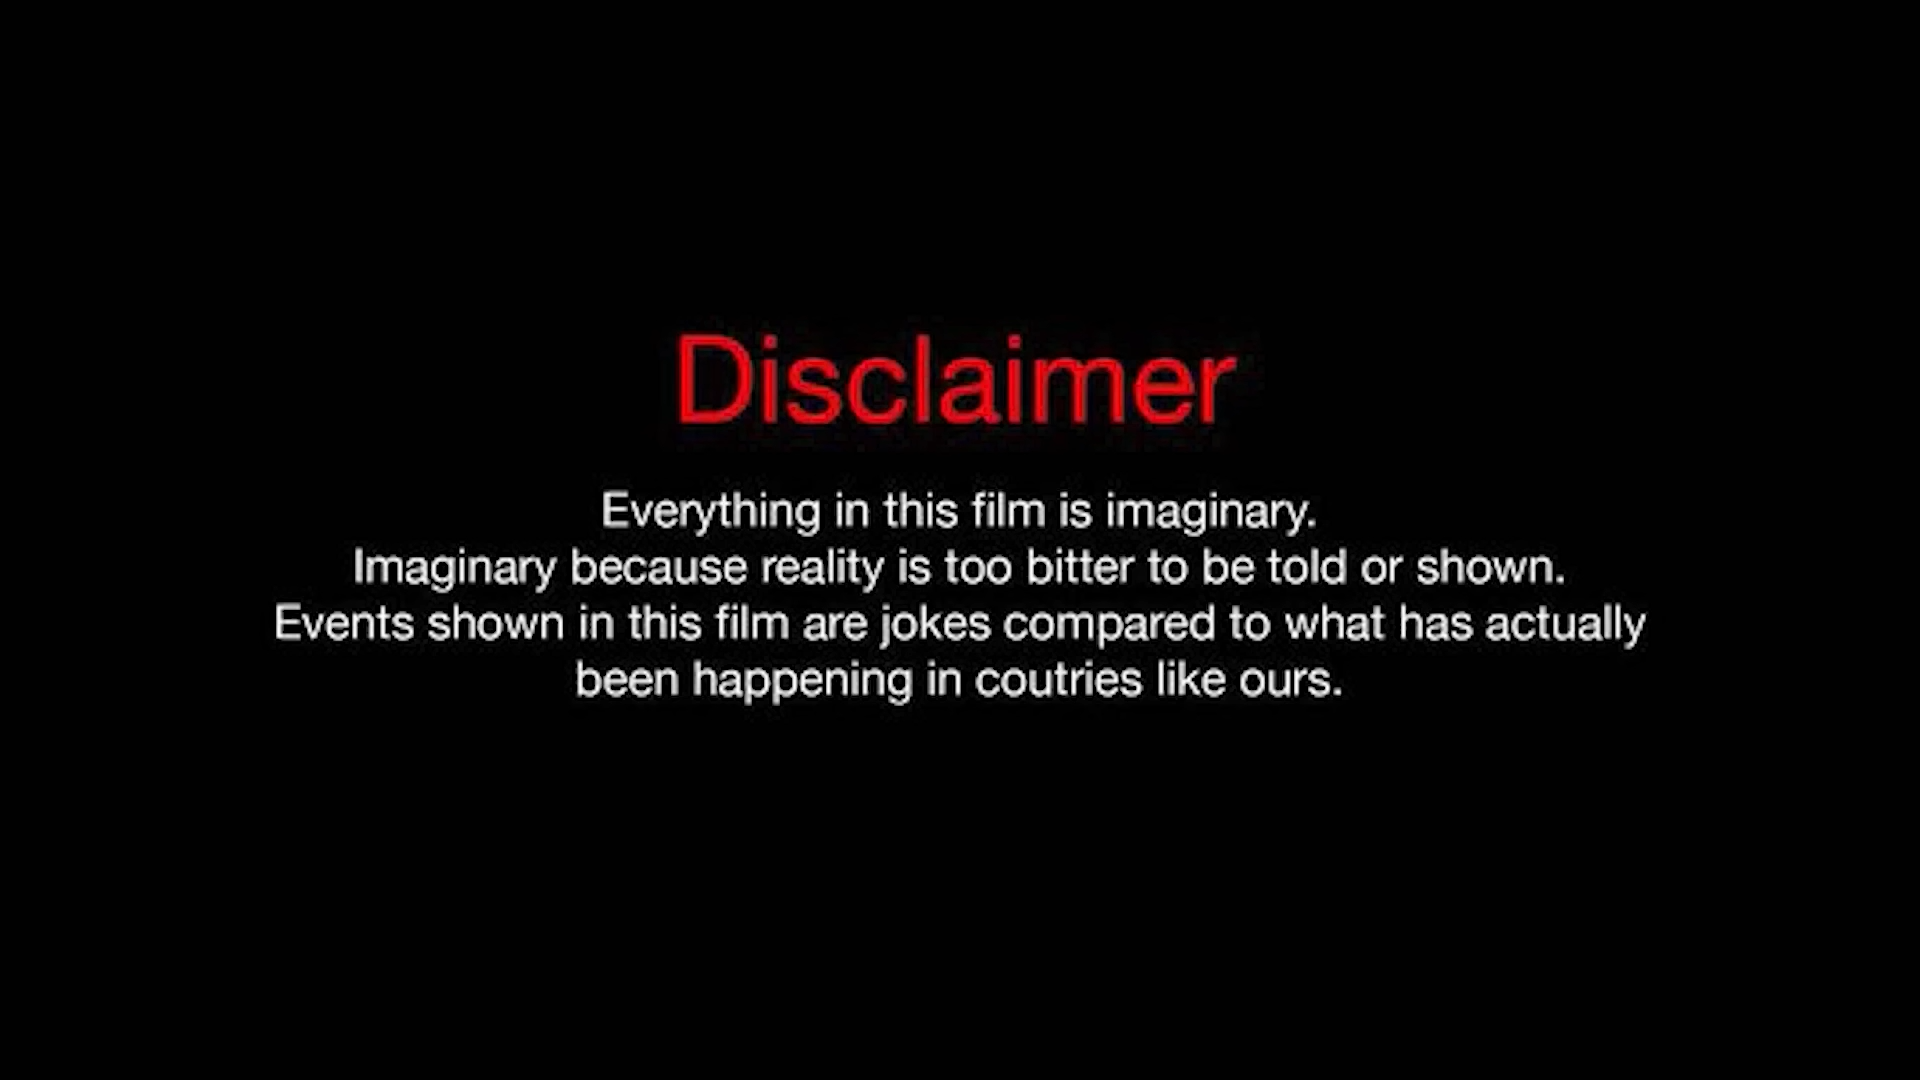 Disclaimer
Everything in this film is imaginary.
Imaginary because reality is too bitter to be told or shown.
Events shown in this film are jokes compared to what has actually
been happening in coutries like ours.